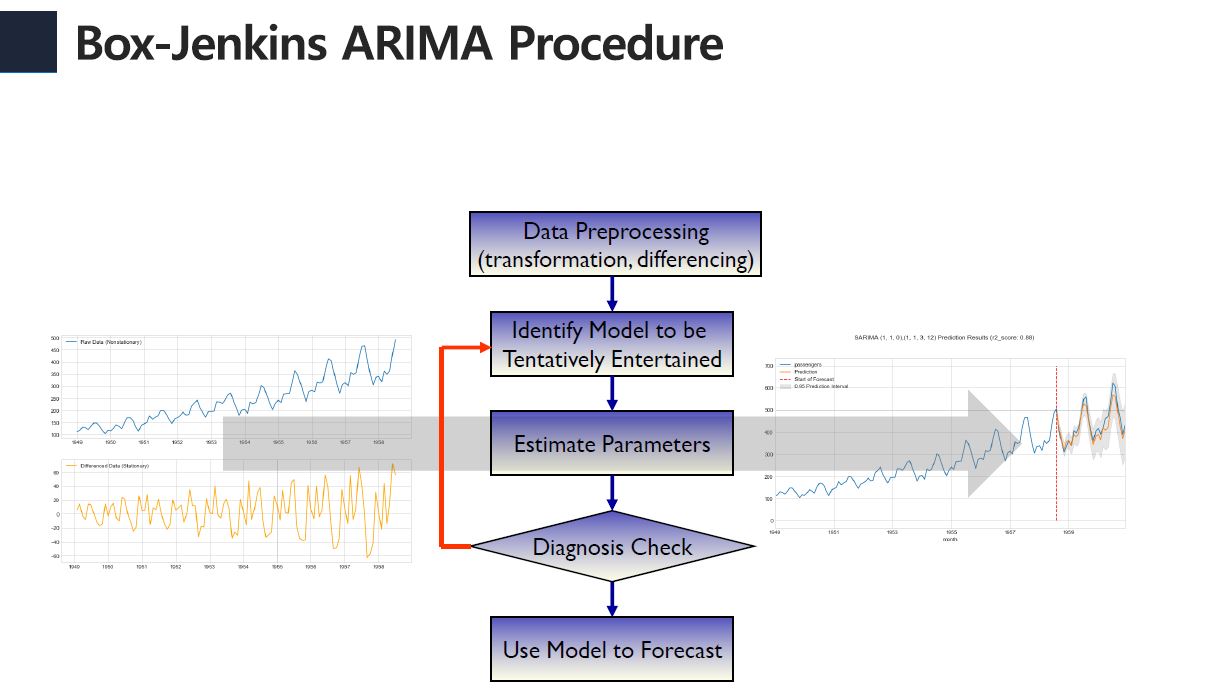 Box-Jenkins ARIMA Procedure
Data Preprocessing
(transformation, differencing)
Identify Model to be
Tentatively Entertained
Estimate Parameters
Diagnosis Check
Use Model to Forecast
Raw Data (Nonstationary)
500
450
400
350
300
250
200
150
100
1949 1950 1951 1952 1953 1954 1955 1956 1957 1958
Differenced Data (Stationary)
60
40
20
0
-20
-40
-60
1949 1950 1951 1952 1953 1954 1955 1956 1957 1958
SARIMA (1, 1, 0),(1, 1, 3, 12) Prediction Results (r2_score: 0.88)
passengers
Prediction
Start of Forecast
0.95 Prediction Interval
700
600
500
400
300
200
100
0
1949 1951 1953 1955 1957 1959
month